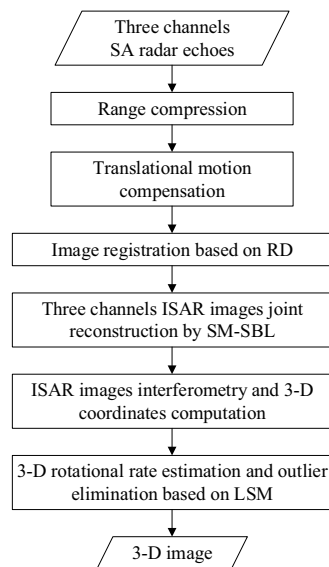 Three channels
SA radar echoes
Range compression
Translational motion
compensation
Image registration based on RD
Three channels ISAR images joint
reconstruction by SM-SBL
ISAR images interferometry and 3-D
coordinates computation
3-D rotational rate estimation and outlier
elimination based on LSM
3-D image